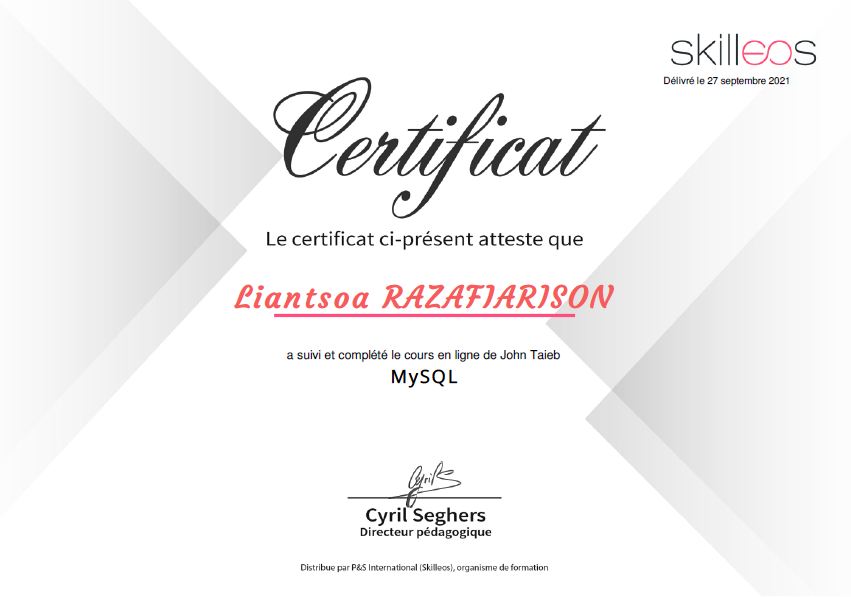 skilleos
Délivré le 27 septembre 2021
Certificat
Le certificat ci-présent atteste que
Liantsoa RAZAFIARISON
a suivi et complété le cours en ligne de John Taieb
MySQL
Cyril S
Cyril Seghers
Directeur pédagogique
Distribue par P&S International (Skilleos), organisme de formation